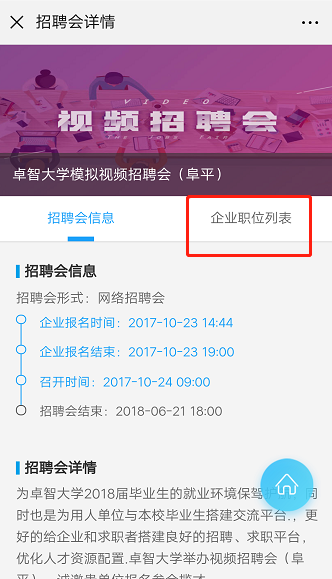 招聘会详情
VIDEO
视频招聘会
THE JOBS FAIR
卓智大学模拟视频招聘会（阜平）
招聘会信息
企业职位列表
招聘会信息
招聘会形式：网络招聘会
企业报名时间：2017-10-23 14:44
企业报名结束：2017-10-23 19:00
召开时间：2017-10-24 09:00
招聘会结束：2018-06-21 18:00
招聘会详情
为卓智大学2018届毕业生的就业环境保驾护 同
时也是为用人单位与本校毕业生搭建交流平台.，更
好的给企业和求职者搭建良好的招聘、求职平台，
优化人才资源配置.卓智大学举办视频招聘会（阜
平），诚邀贵单位报名参会揽才